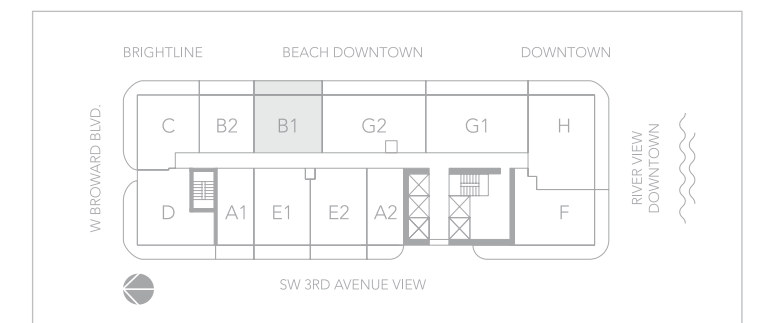 BRIGHTLINE BEACH DOWNTOWN DOWNTOWN
W BROWARD BLVD.
C B2 B1 G2 G1 H
RIVER VIEW
DOWNTOWN
D A1 E1 E2 A2 F
SW 3RD AVENUE VIEW